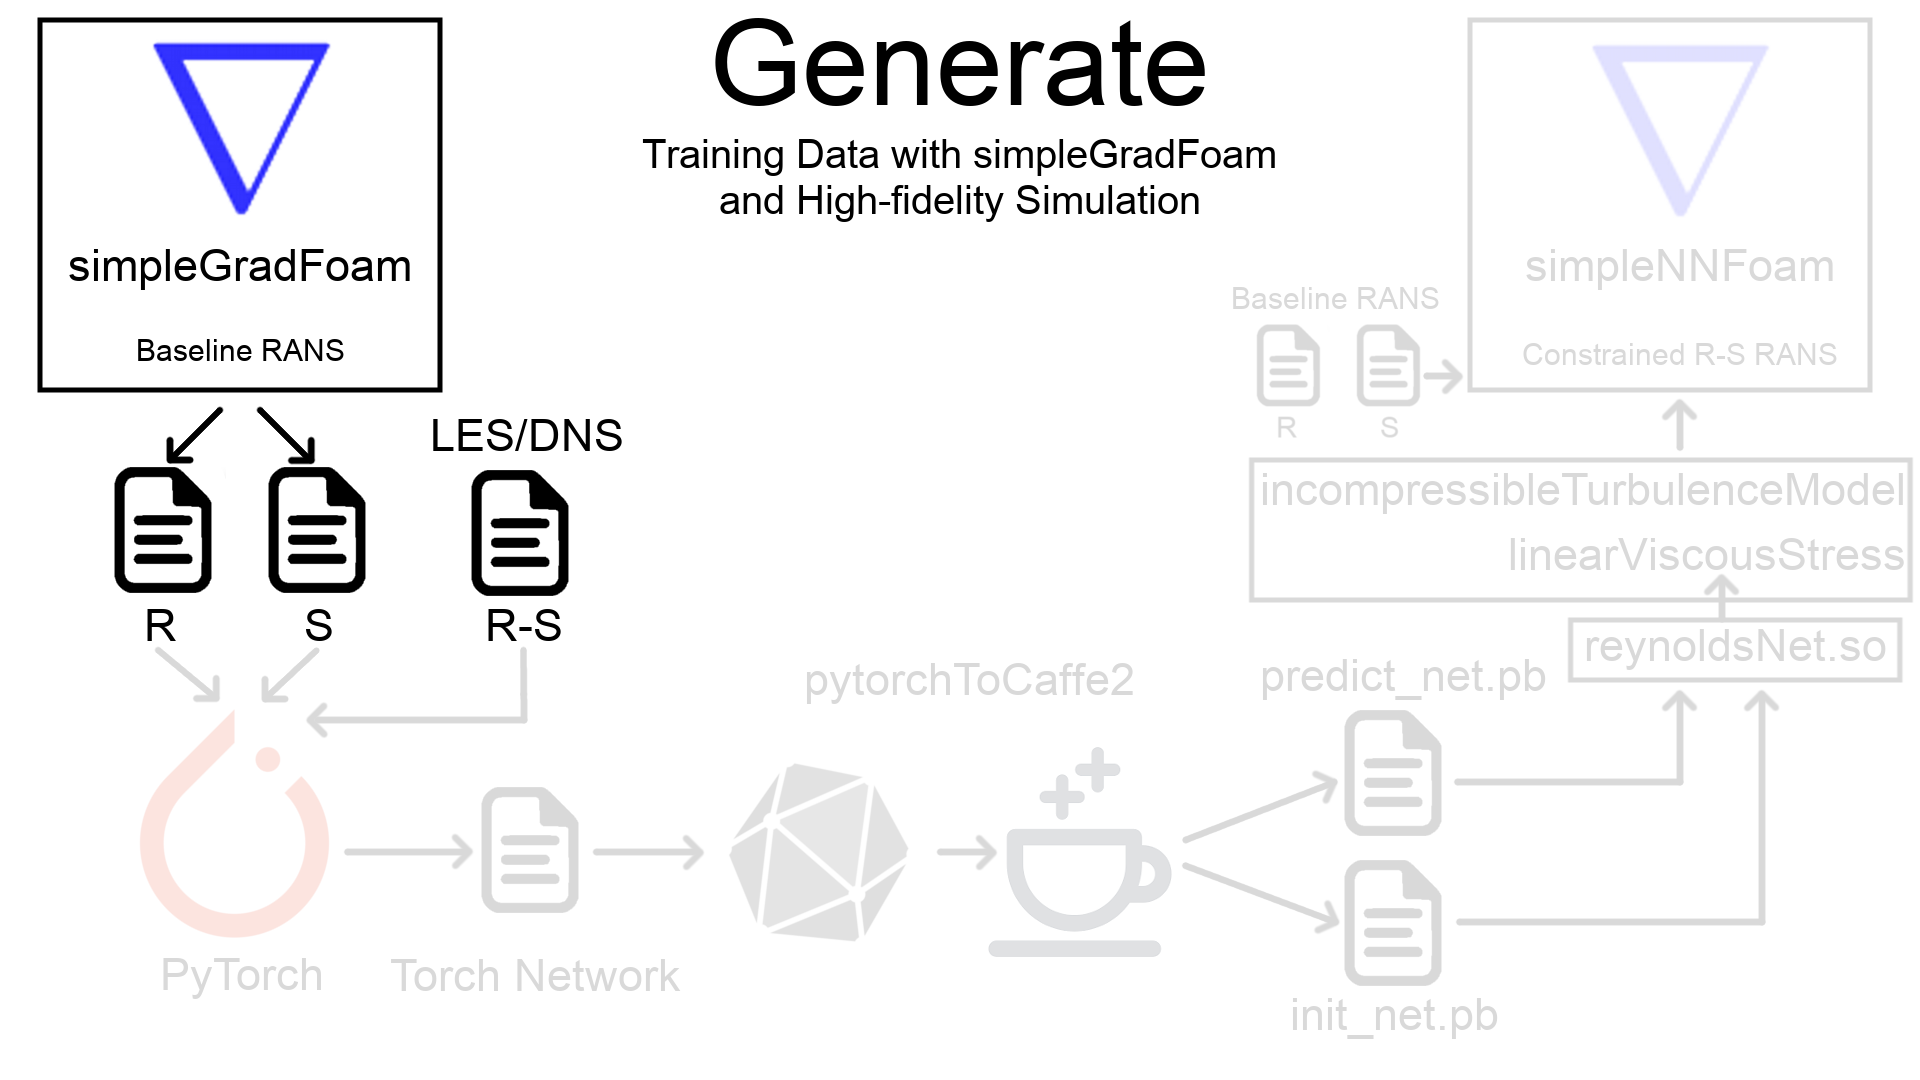 Generate
Training Data with simpleGradFoam
and High-fidelity Simulation
simpleGradFoam
Baseline RANS
LES/DNS
R
S
R-S
PyTorch
Torch Network
pytorchToCaffe2
predict_net.pb
init_net.pb
reynoldsNet.so
incompressibleTurbulenceModel
linearViscousStress
Baseline RANS
R
S
simpleNNFoam
Constrained R-S RANS